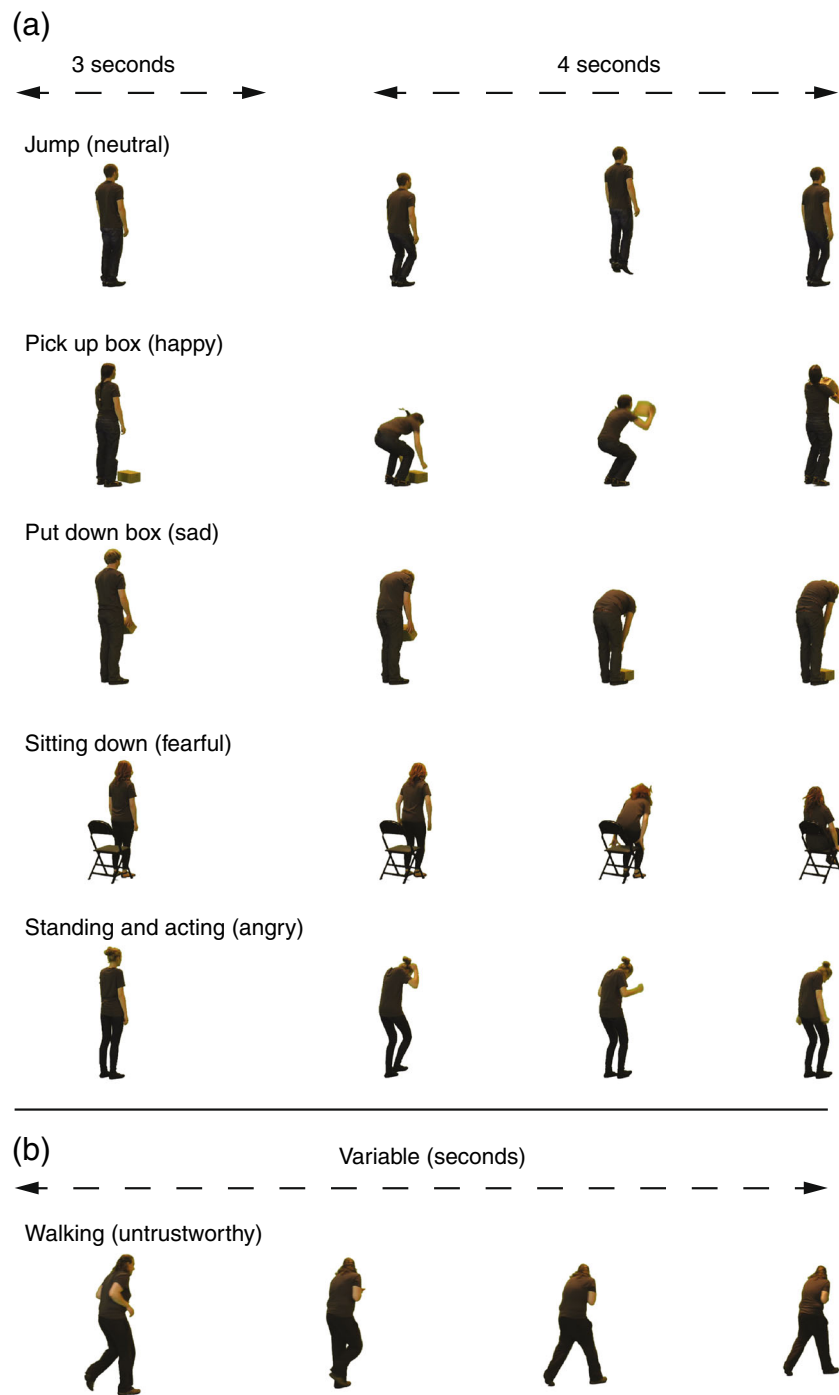 (a)
3 seconds
4 seconds
Jump (neutral)
Pick up box (happy)
Put down box (sad)
Sitting down (fearful)
Standing and acting (angry)
(b)
Variable (seconds)
Walking (untrustworthy)